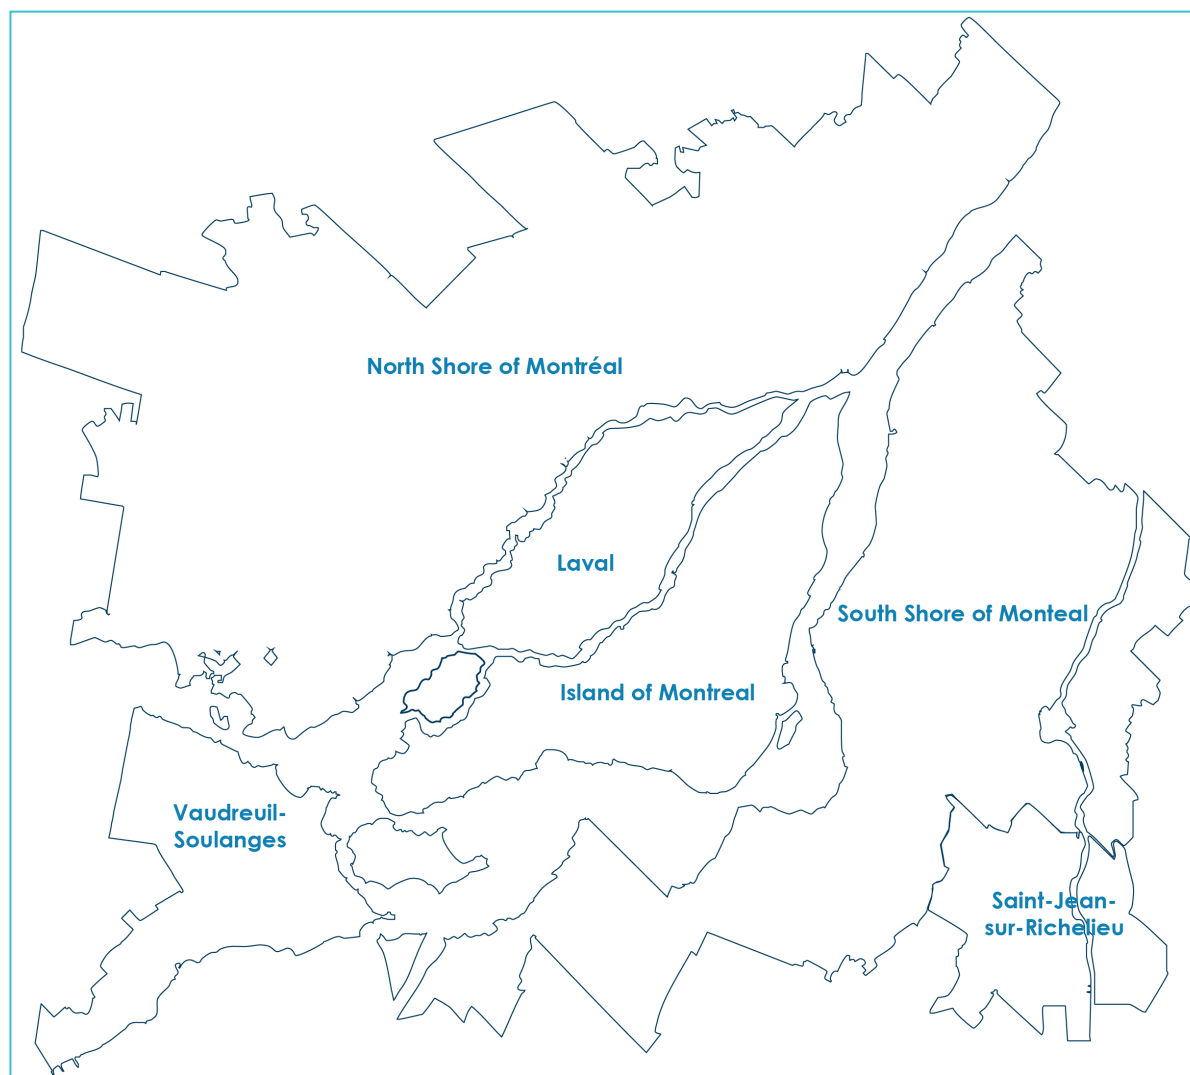 North Shore of Montréal
Laval
South Shore of Monteal
Island of Montreal
Vaudreuil-
Soulanges
Saint-Jean-
sur-Richelieu